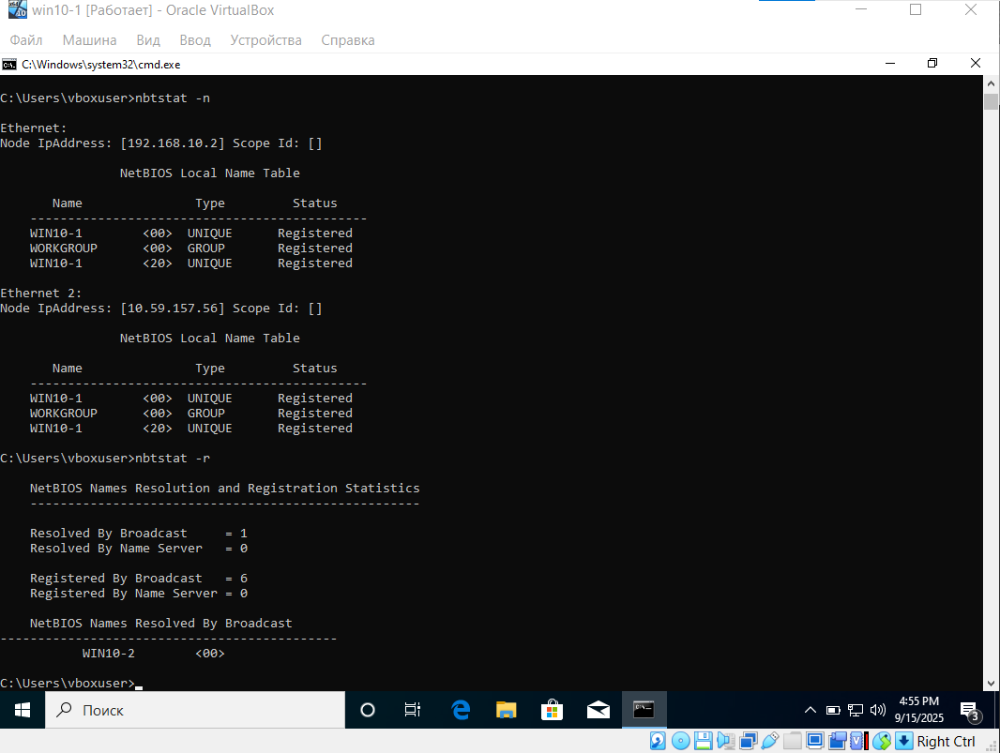 win10-1 [Работает] - Oracle VirtualBox
Файл Машина Вид Ввод Устройства Справка
C:\Windows\system32\cmd.exe
C:\Users\vboxuser>nbtstat -n
Ethernet:
Node IpAddress: [192.168.10.2] Scope Id: []
NetBIOS Local Name Table
Name Type Status
---------------------------------------------
WIN10-1 <00> UNIQUE Registered
WORKGROUP <00> GROUP Registered
WIN10-1 <20> UNIQUE Registered
Ethernet 2:
Node IpAddress: [10.59.157.56] Scope Id: []
NetBIOS Local Name Table
Name Type Status
---------------------------------------------
WIN10-1 <00> UNIQUE Registered
WORKGROUP <00> GROUP Registered
WIN10-1 <20> UNIQUE Registered
C:\Users\vboxuser>nbtstat -r
NetBIOS Names Resolution and Registration Statistics
----------------------------------------------------
Resolved By Broadcast = 1
Resolved By Name Server = 0
Registered By Broadcast = 6
Registered By Name Server = 0
NetBIOS Names Resolved By Broadcast
---------------------------------------------
WIN10-2 <00>
C:\Users\vboxuser>
Поиск
4:55 PM
9/15/2025
3
Right Ctrl